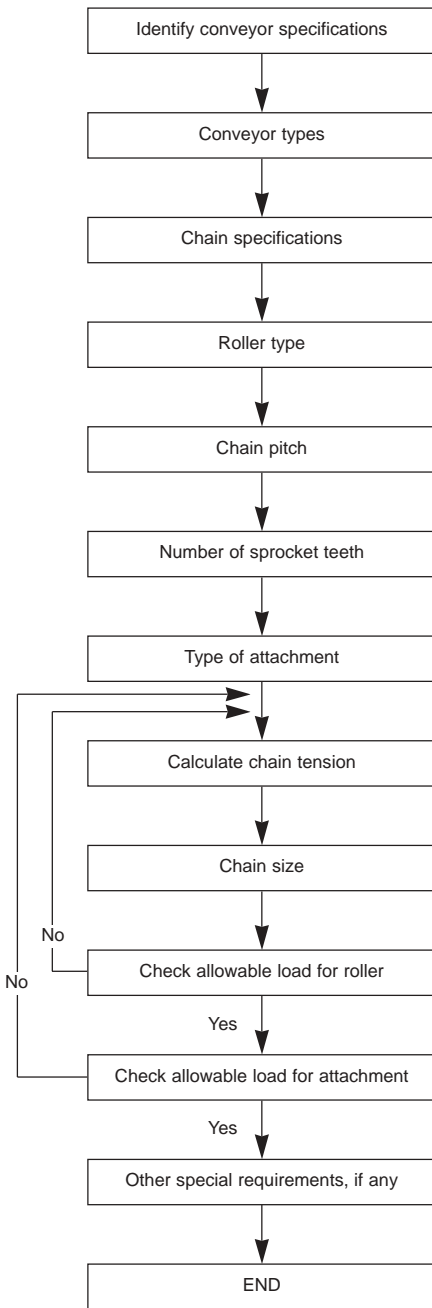 Identify conveyor specifications
Conveyor types
Chain specifications
Roller type
Chain pitch
Number of sprocket teeth
Type of attachment
Calculate chain tension
Chain size
No
Check allowable load for roller
No
Yes
Check allowable load for attachment
Yes
Other special requirements, if any
END